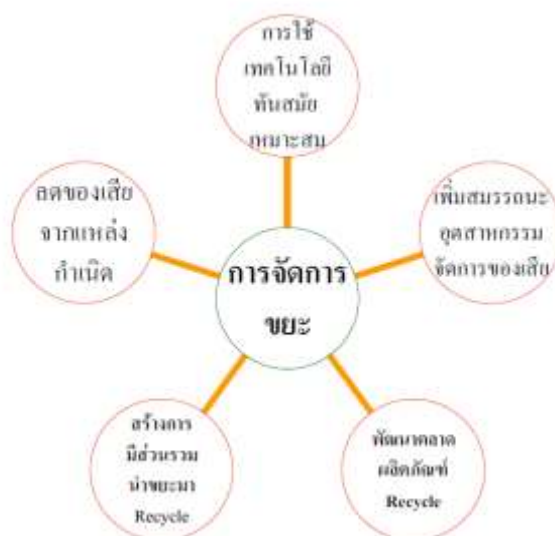 การใช้
เทคโนโลยี
ทันสมัย
เหมาะสม
ลดของเสีย
จากแหล่ง
กำเนิด
เพิ่มสมรรถนะ
อุตสาหกรรม
จัดการของเสีย
การจัดการ
ขยะ
สร้างการ
มีส่วนรวม
นำขยะมา
Recycle
พัฒนาตลาด
ผลิตภัณฑ์
Recycle